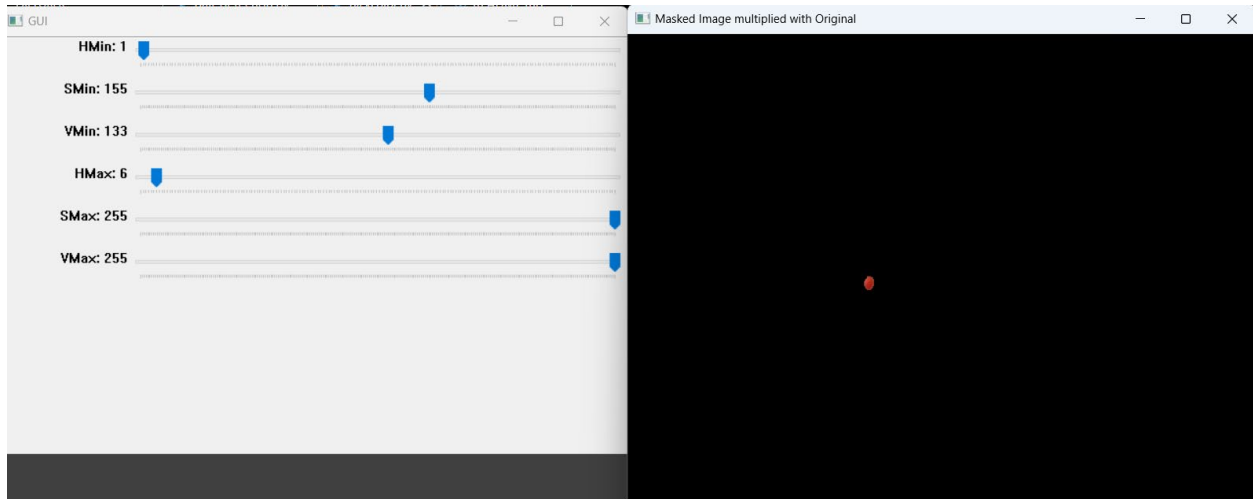 GUI
HMin: 1
SMin: 155
VMin: 133
HMax: 6
SMax: 255
VMax: 255
Masked Image multiplied with Original